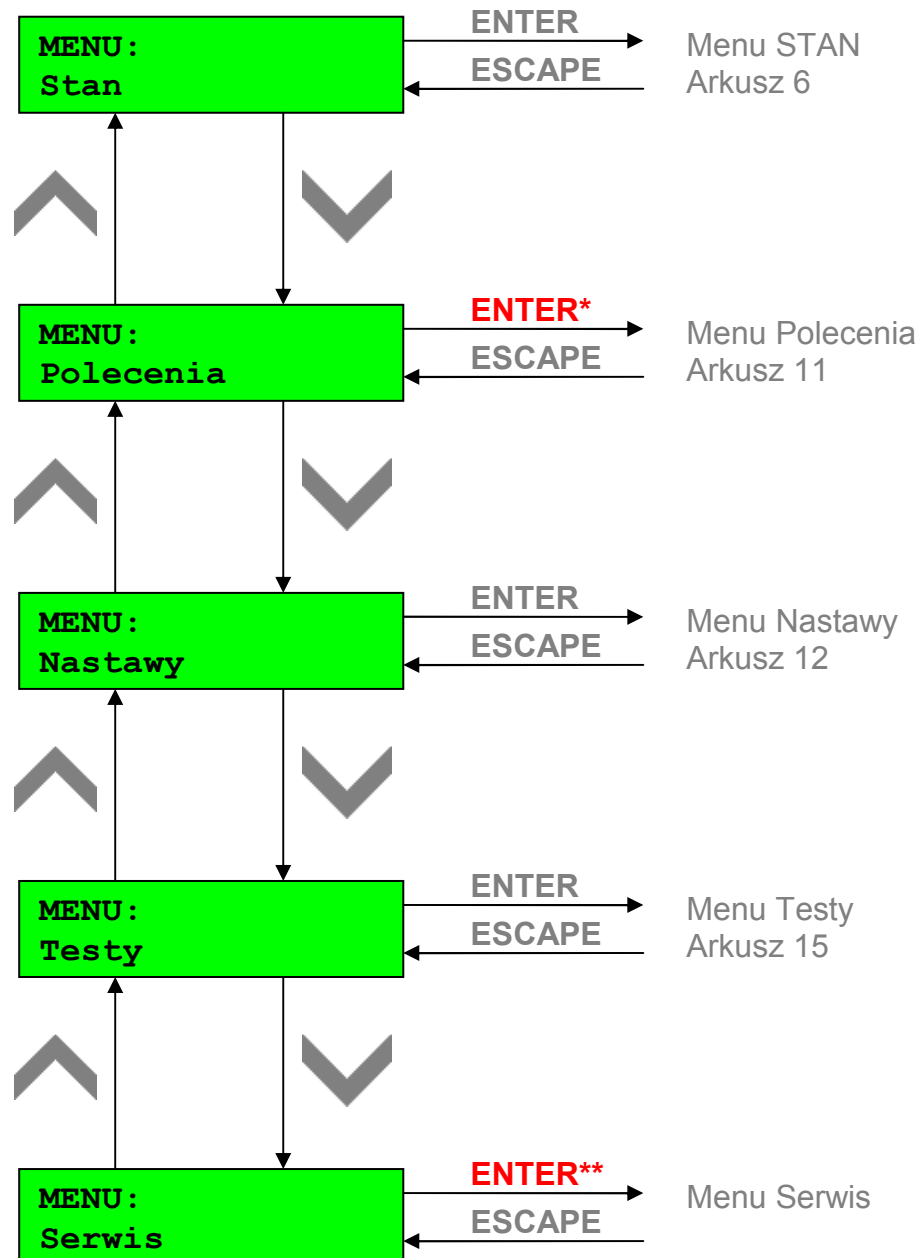 MENU:
Stan
ENTER
ESCAPE
Menu STAN
Arkusz 6
MENU:
Polecenia
ENTER*
ESCAPE
Menu Polecenia
Arkusz 11
MENU:
Nastawy
ENTER
ESCAPE
Menu Nastawy
Arkusz 12
MENU:
Testy
ENTER
ESCAPE
Menu Testy
Arkusz 15
MENU:
Serwis
ENTER**
ESCAPE
Menu Serwis